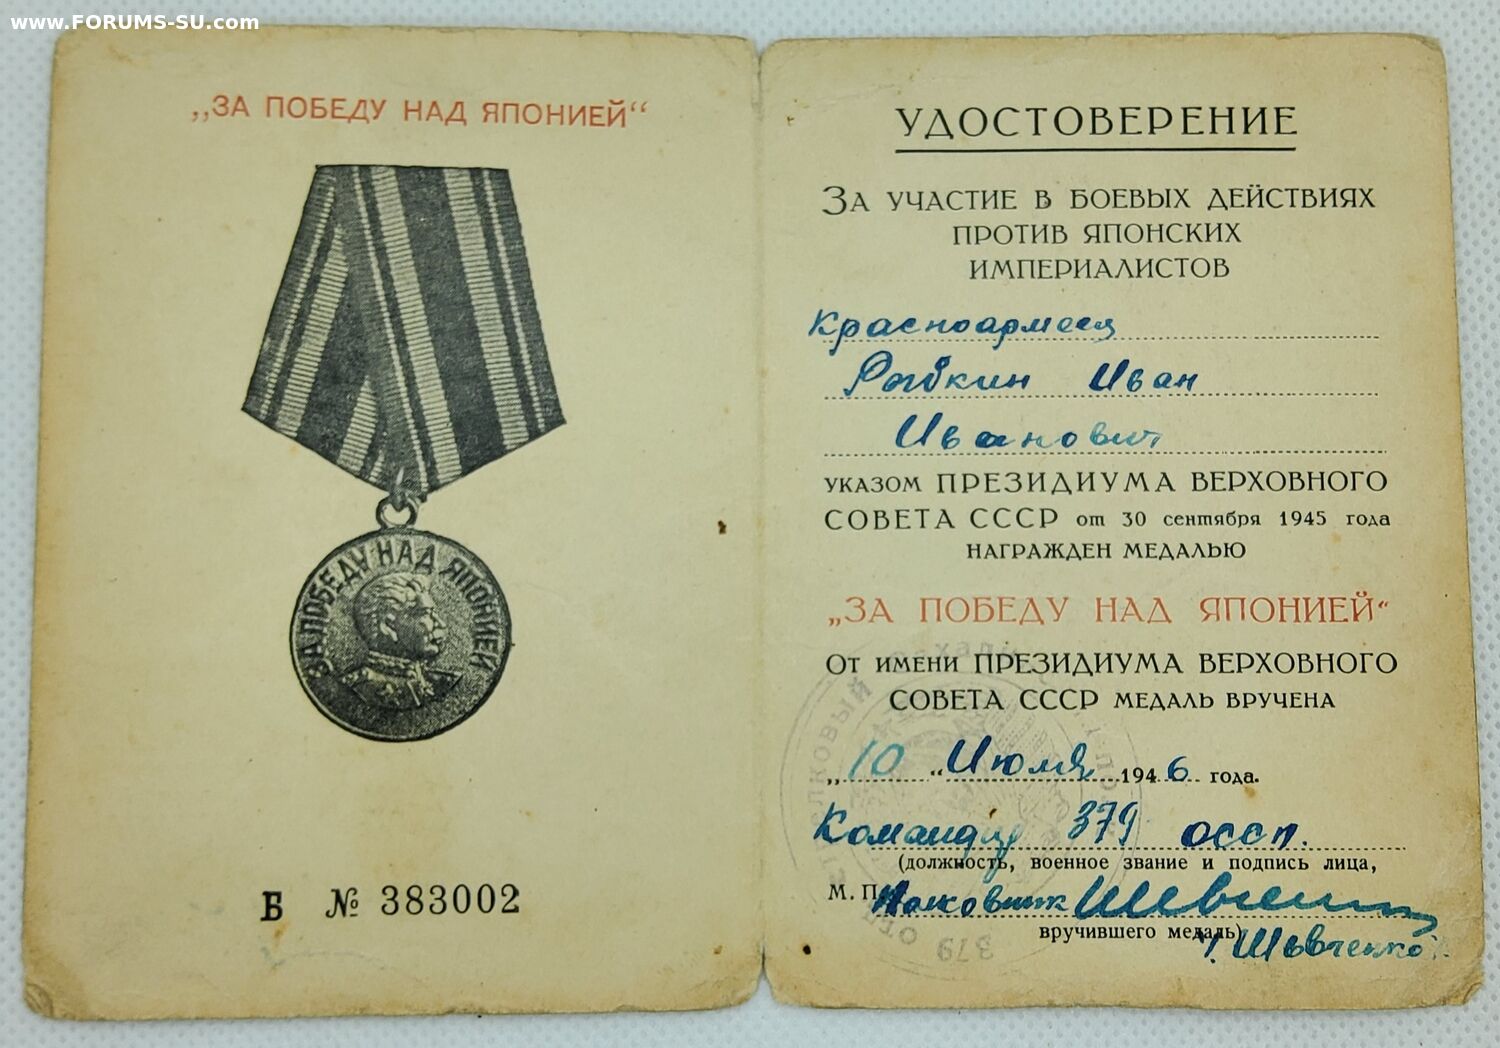 www.FORUMS-SU.com
„ЗА ПОБЕДУ НАД ЯПОНИЕЙ“
ЗА ПОБЕДУ НАД ЯПОНИЕЙ
Б № 383002
УДОСТОВЕРЕНИЕ
ЗА УЧАСТИЕ В БОЕВЫХ ДЕЙСТВИЯХ
ПРОТИВ ЯПОНСКИХ
ИМПЕРИАЛИСТОВ
Красноармеец
Рябкин Иван
Иванович
УКАЗОМ ПРЕЗИДИУМА ВЕРХОВНОГО
СОВЕТА СССР от 30 сентября 1945 года
НАГРАЖДЕН МЕДАЛЬЮ
„ЗА ПОБЕДУ НАД ЯПОНИЕЙ“
ОТ ИМЕНИ ПРЕЗИДИУМА ВЕРХОВНОГО
СОВЕТА СССР МЕДАЛЬ ВРУЧЕНА
„10“ Июля 1946 года.
Командир 379 оссп.
(должность, военное звание и подпись лица,
М. П. Полковник
вручившего медаль)
Шевченко
379